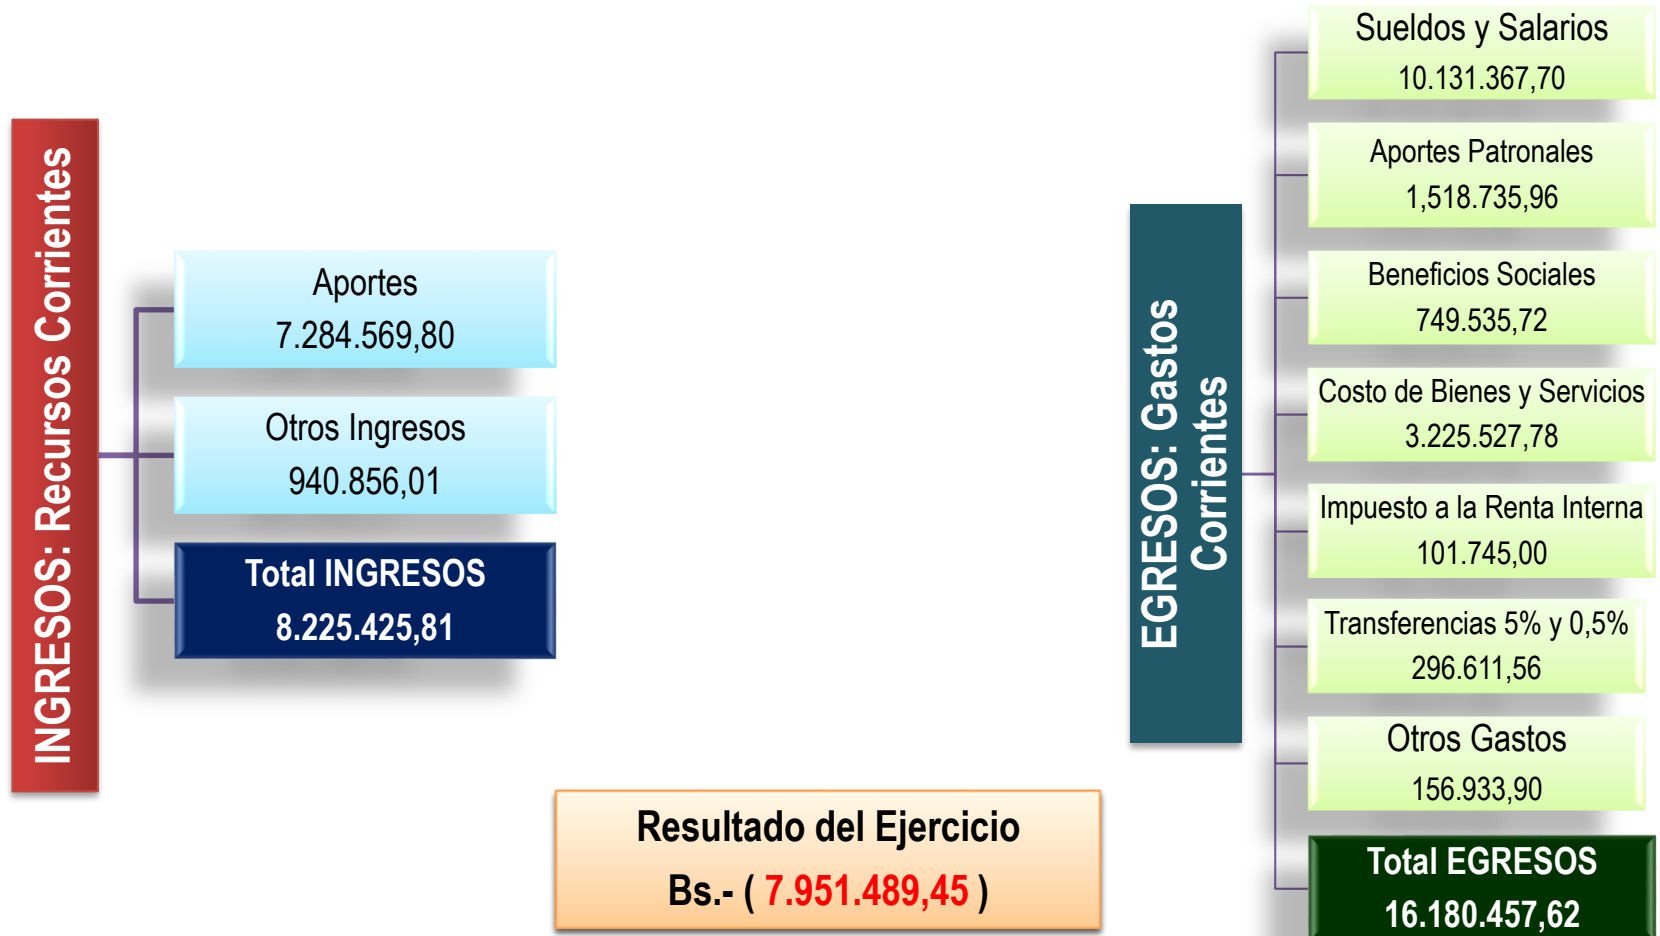 INGRESOS: Recursos Corrientes
Aportes
7.284.569,80
Otros Ingresos
940.856,01
Total INGRESOS
8.225.425,81
EGRESOS: Gastos
Corrientes
Sueldos y Salarios
10.131.367,70
Aportes Patronales
1,518.735,96
Beneficios Sociales
749.535,72
Costo de Bienes y Servicios
3.225.527,78
Impuesto a la Renta Interna
101.745,00
Transferencias 5% y 0,5%
296.611,56
Otros Gastos
156.933,90
Total EGRESOS
16.180.457,62
Resultado del Ejercicio
Bs.- ( 7.951.489,45 )